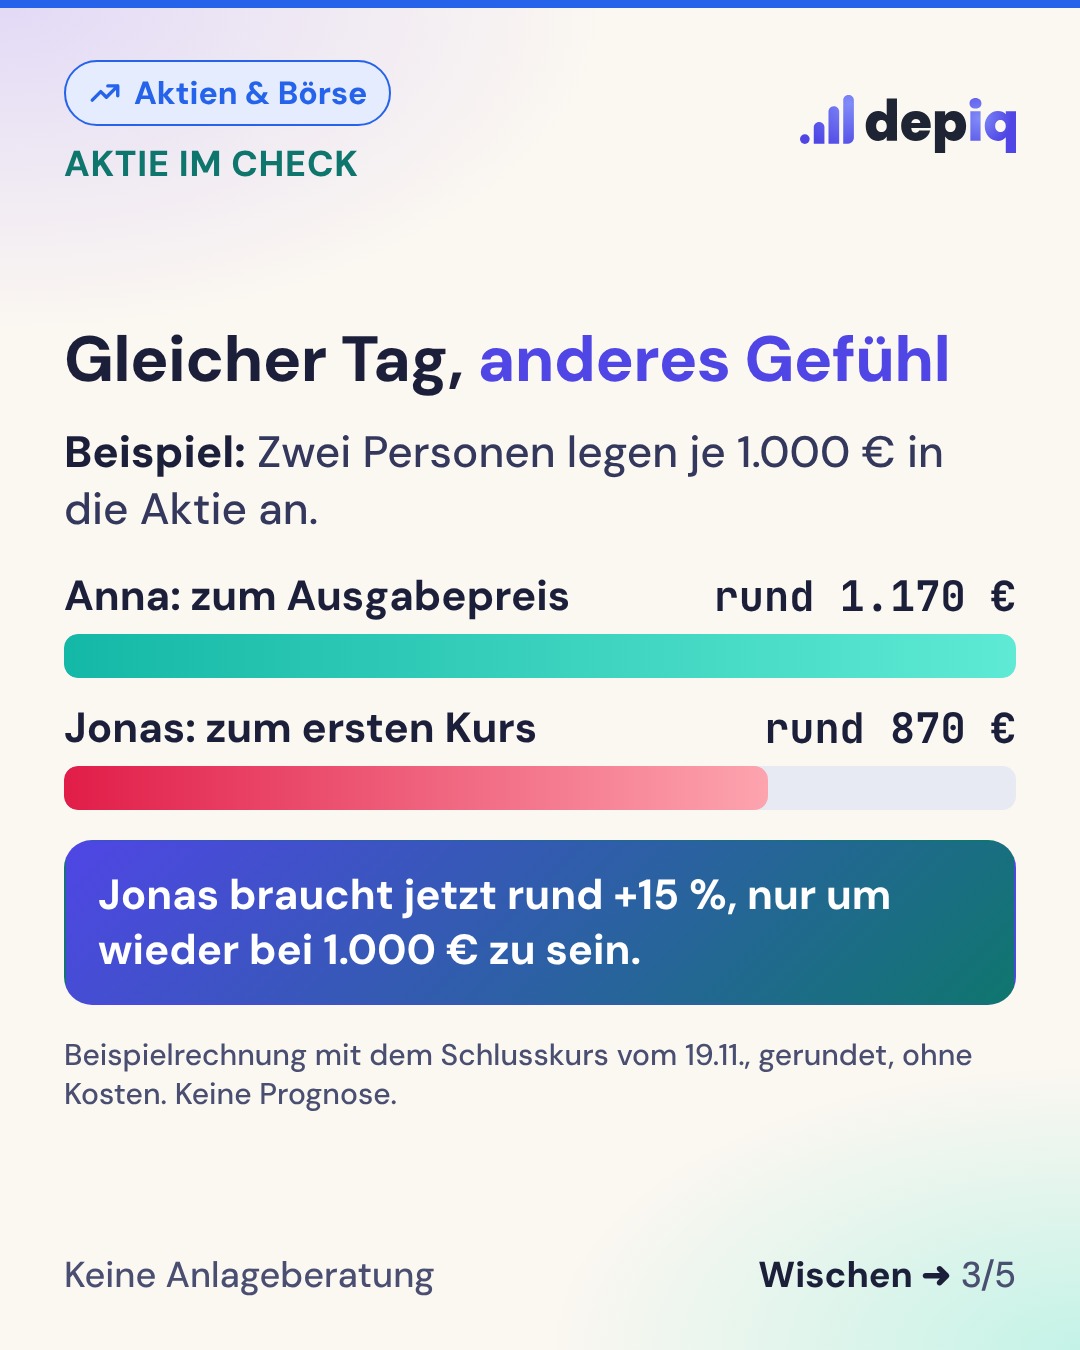 Aktien & Börse
AKTIE IM CHECK
depiq
Gleicher Tag, anderes Gefühl
Beispiel: Zwei Personen legen je 1.000 € in
die Aktie an.
Anna: zum Ausgabepreis rund 1.170 €
Jonas: zum ersten Kurs rund 870 €
Jonas braucht jetzt rund +15 %, nur um
wieder bei 1.000 € zu sein.
Beispielrechnung mit dem Schlusskurs vom 19.11., gerundet, ohne
Kosten. Keine Prognose.
Keine Anlageberatung
Wischen ➜ 3/5